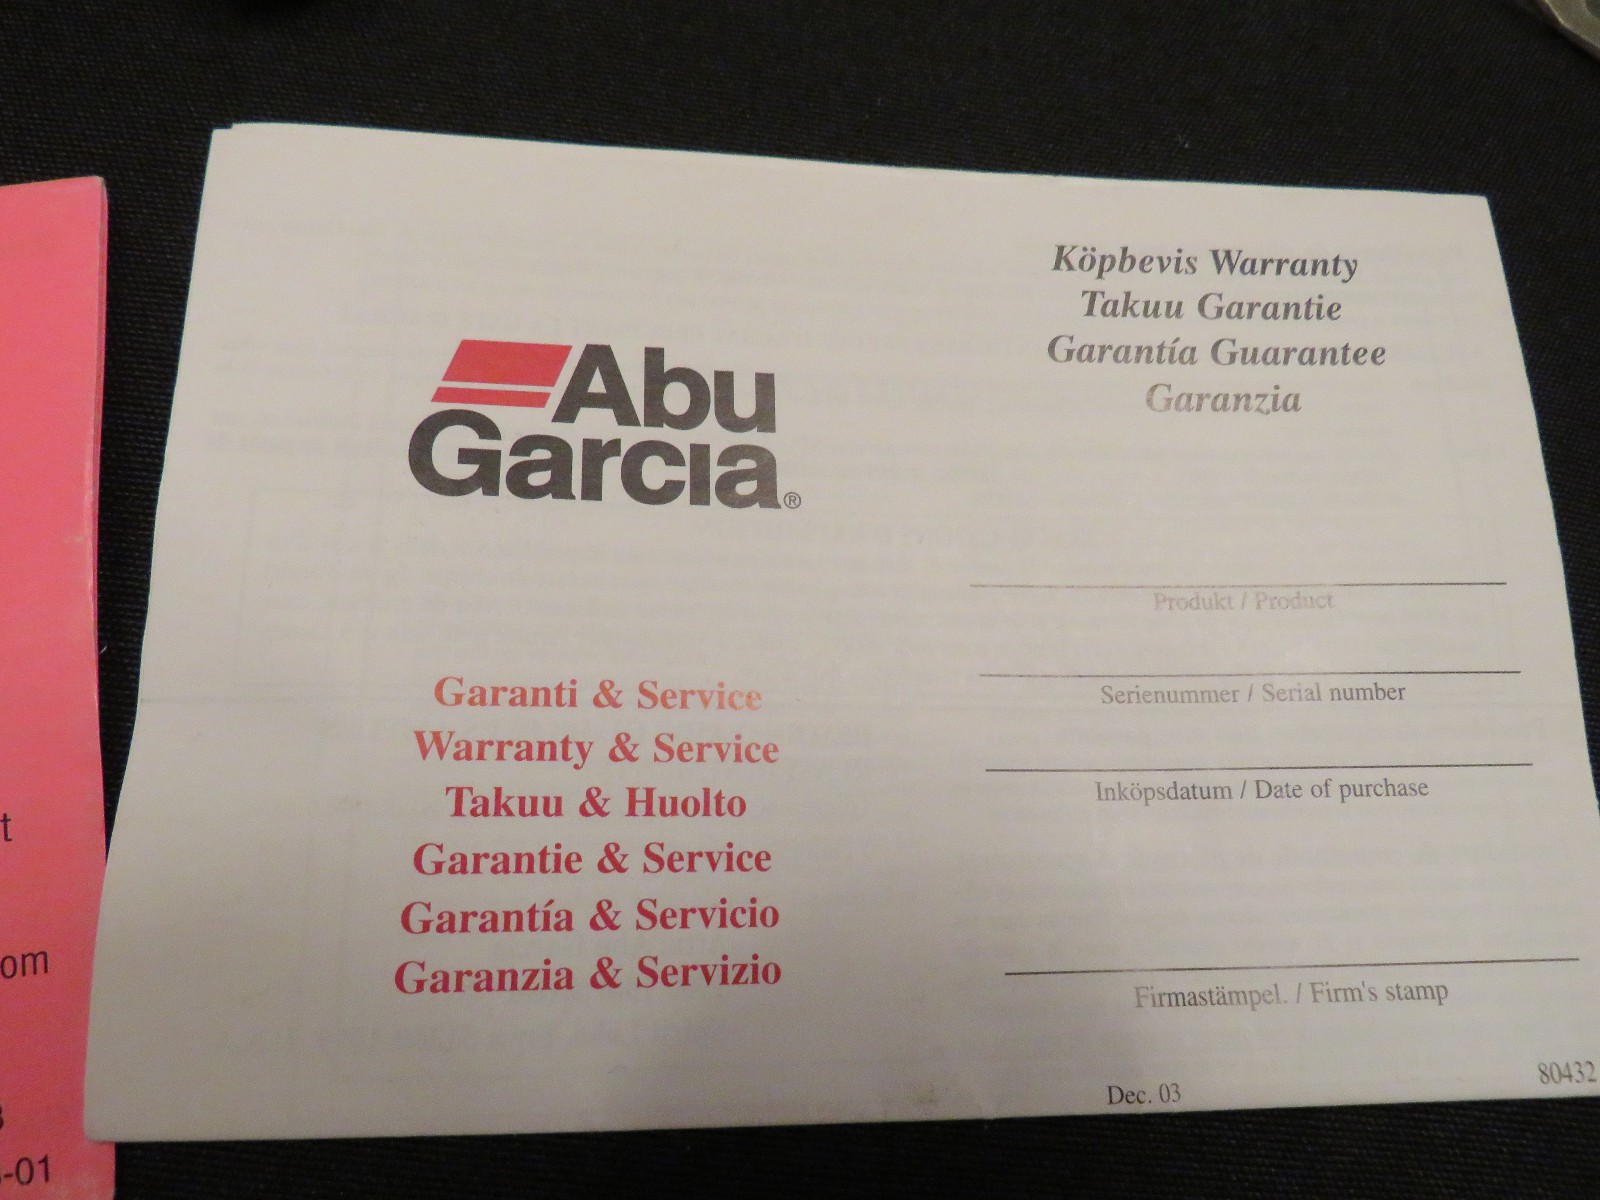 Abu
Garcia®
Garanti & Service
Warranty & Service
Takuu & Huolto
Garantie & Service
Garantía & Servicio
Garanzia & Servizio
Köpbevis Warranty
Takuu Garantie
Garantía Guarantee
Garanzia
Produkt / Product
Serienummer / Serial number
Inköpsdatum / Date of purchase
Firmastämpel. / Firm's stamp
Dec. 03
80432
-01